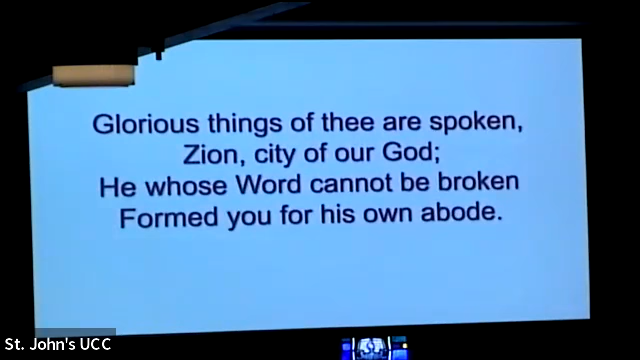 Glorious things of thee are spoken,
Zion, city of our God;
He whose Word cannot be broken
Formed you for his own abode.
St. John's UCC